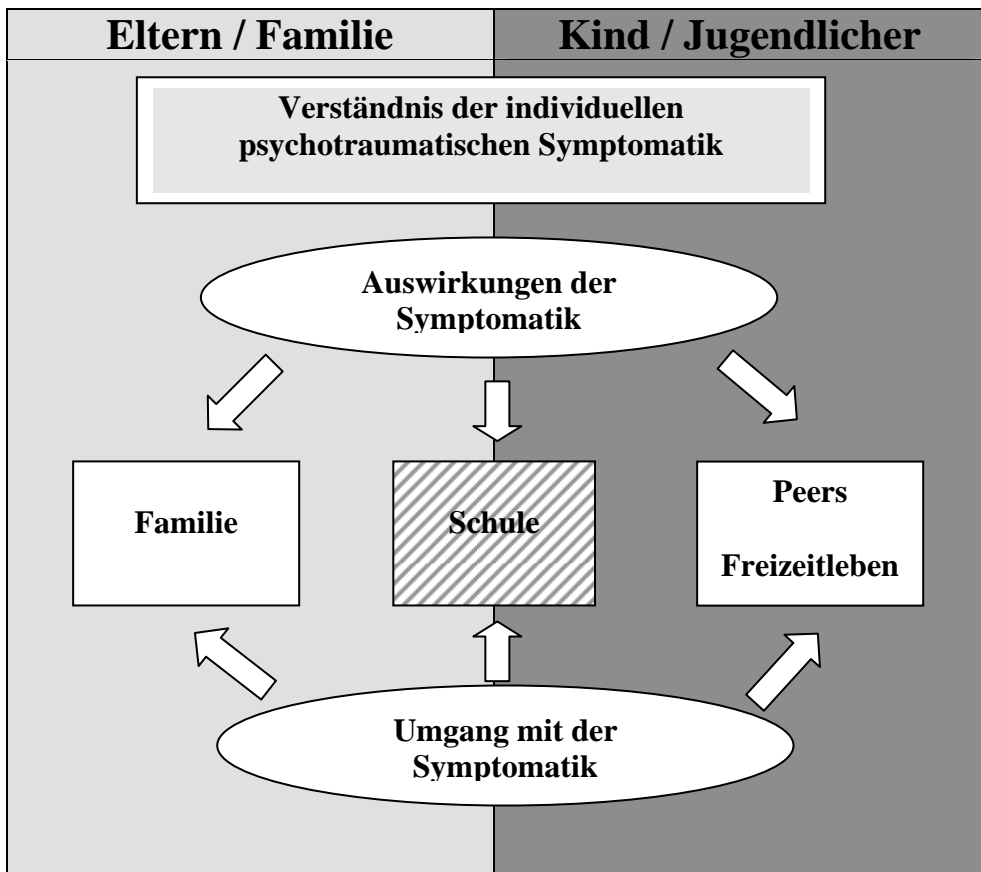 Eltern / Familie
Kind / Jugendlicher
Verständnis der individuellen
psychotraumatischen Symptomatik
Auswirkungen der
Symptomatik
Familie
Schule
Peers
Freizeitleben
Umgang mit der
Symptomatik